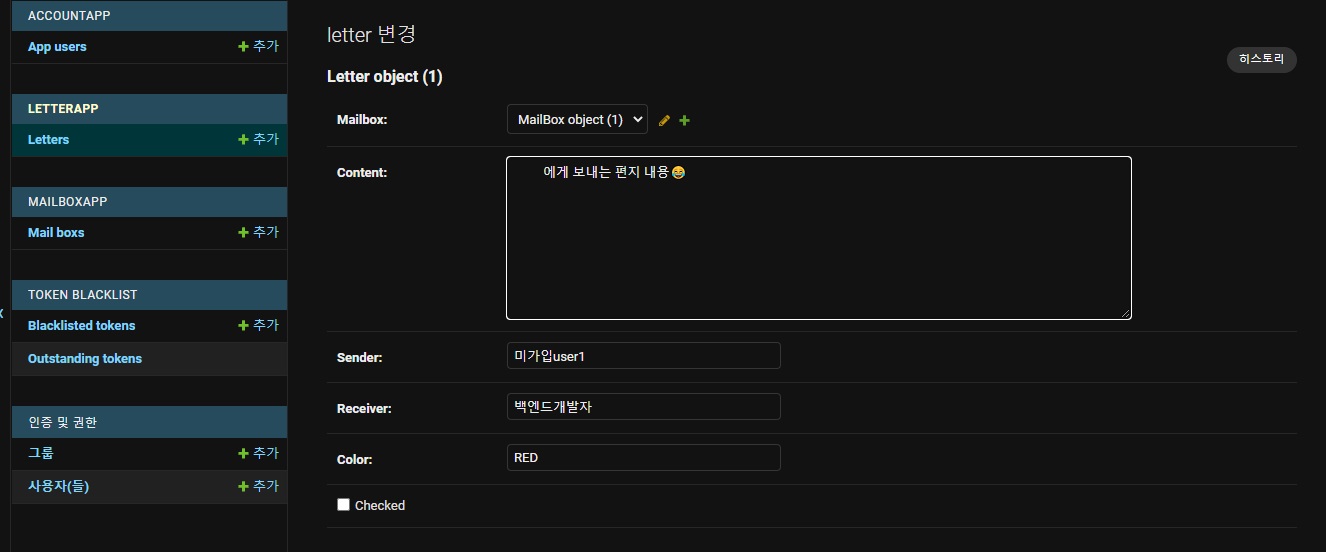 ACCOUNTAPP
App users
추가
LETTERAPP
Letters
추가
MAILBOXAPP
Mail boxs
추가
TOKEN BLACKLIST
Blacklisted tokens
추가
Outstanding tokens
인증 및 권한
그룹
추가
사용자(들)
추가
letter 변경
히스토리
Letter object (1)
Mailbox:
MailBox object (1)
Content:
에게 보내는 편지 내용😂
Sender:
미가입user1
Receiver:
백엔드개발자
Color:
RED
Checked